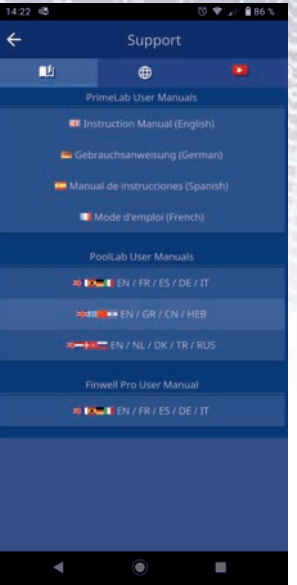 14:22 86 %
Support
PrimeLab User Manuals
Instruction Manual (English)
Gebrauchsanweisung (German)
Manual de instrucciones (Spanish)
Mode d'emploi (French)
PoolLab User Manuals
EN / FR / ES / DE / IT
EN / GR / CN / HEB
EN / NL / DK / TR / RUS
Finwell Pro User Manual
EN / FR / ES / DE / IT